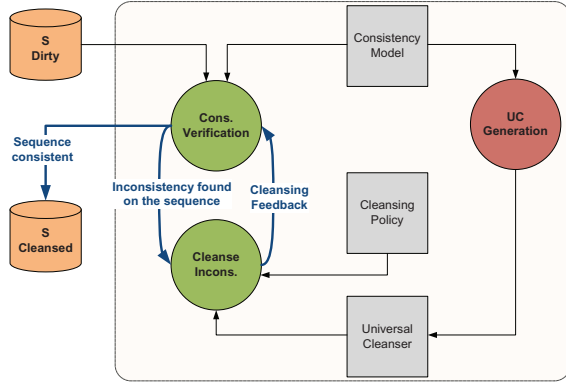 S
Dirty
Consistency
Model
Cons.
Verification
UC
Generation
Sequence
consistent
Inconsistency found
on the sequence
Cleansing
Feedback
Cleansing
Policy
S
Cleansed
Cleanse
Incons.
Universal
Cleanser